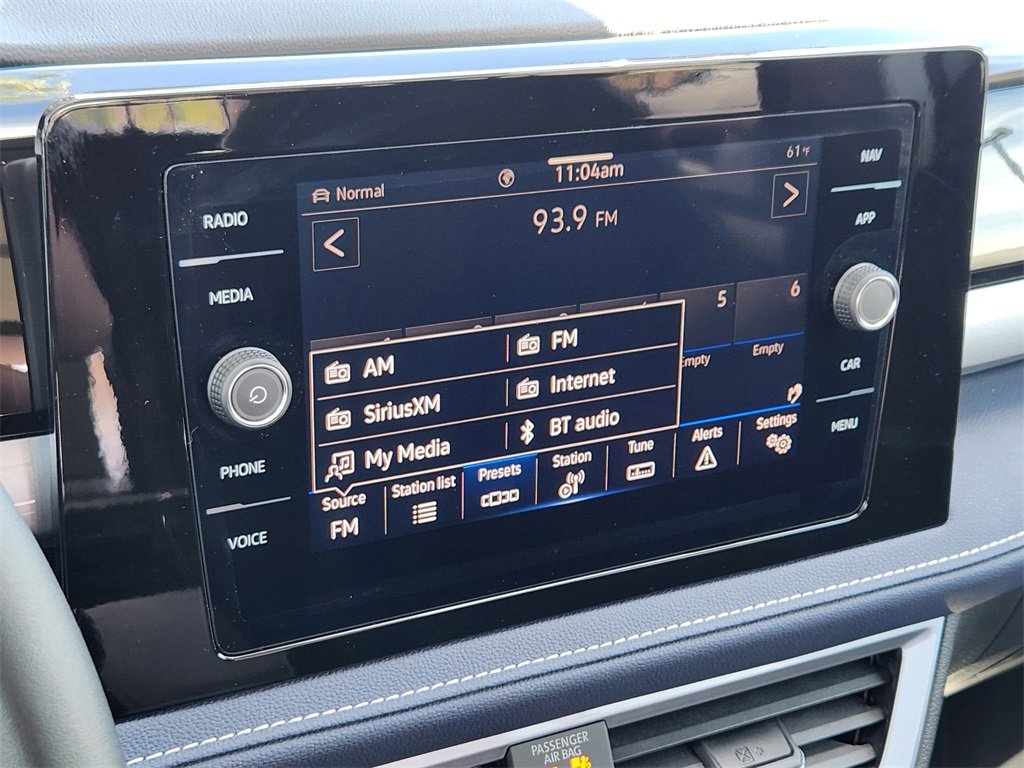 NAV
61°F
11:04am
Normal
APP
RADIO
93.9 FM
<
>
MEDIA
5
6
AM
FM
Empty
Empty
CAR
SiriusXM
Internet
My Media
BT audio
MENU
PHONE
Source
FM
Station list
Presets
Station
Tune
Alerts
Settings
VOICE
PASSENGER
AIR BAG